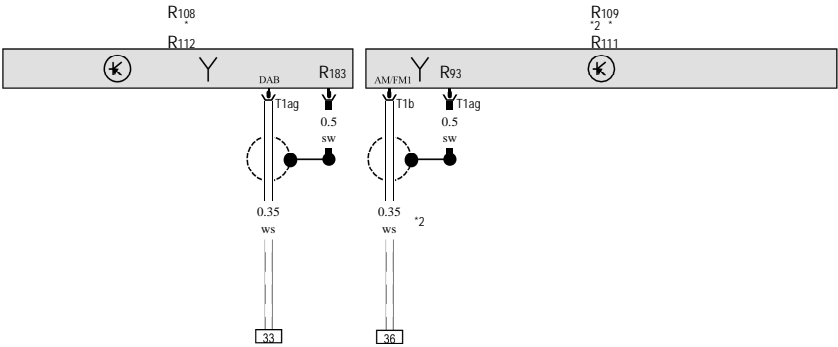 R108
*
R112
DAB
R183
T1ag
0.5
sw
0.35
ws
33
R109
*2 *
R111
AM/FM1
R93
T1b
T1ag
0.5
sw
0.35
ws
*2
36